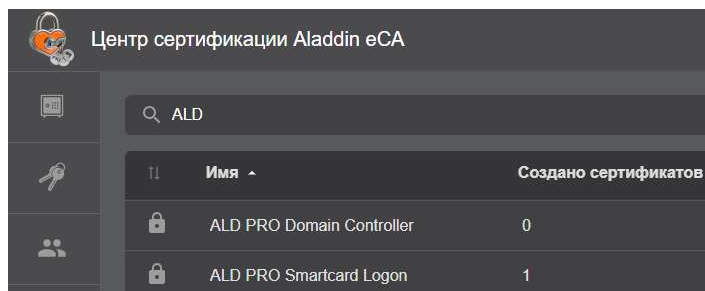 Центр сертификации Aladdin eCA
ALD
Имя Создано сертификатов
ALD PRO Domain Controller 0
ALD PRO Smartcard Logon 1